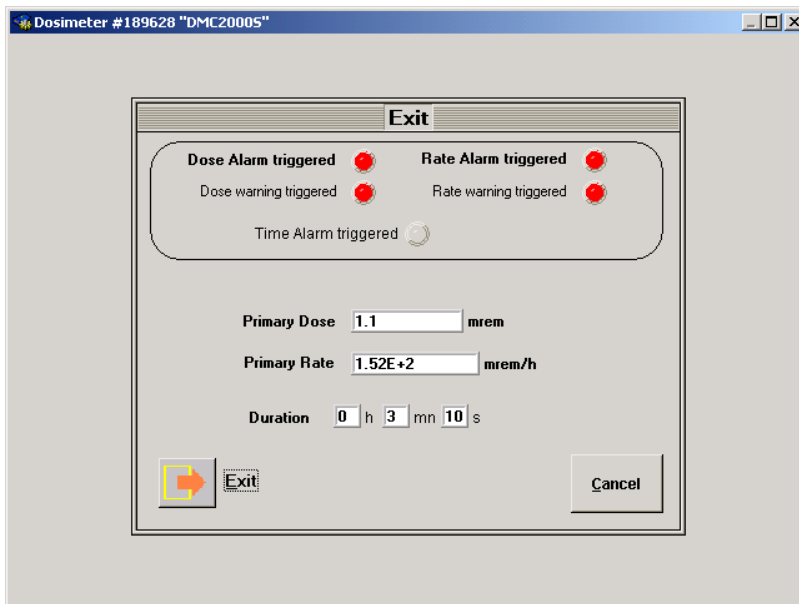 Dosimeter #189628 "DMC2000S"
Exit
Dose Alarm triggered Rate Alarm triggered
Dose warning triggered Rate warning triggered
Time Alarm triggered
Primary Dose 1.1 mrem
Primary Rate 1.52E+2 mrem/h
Duration 0 h 3 mn 10 s
Exit Cancel